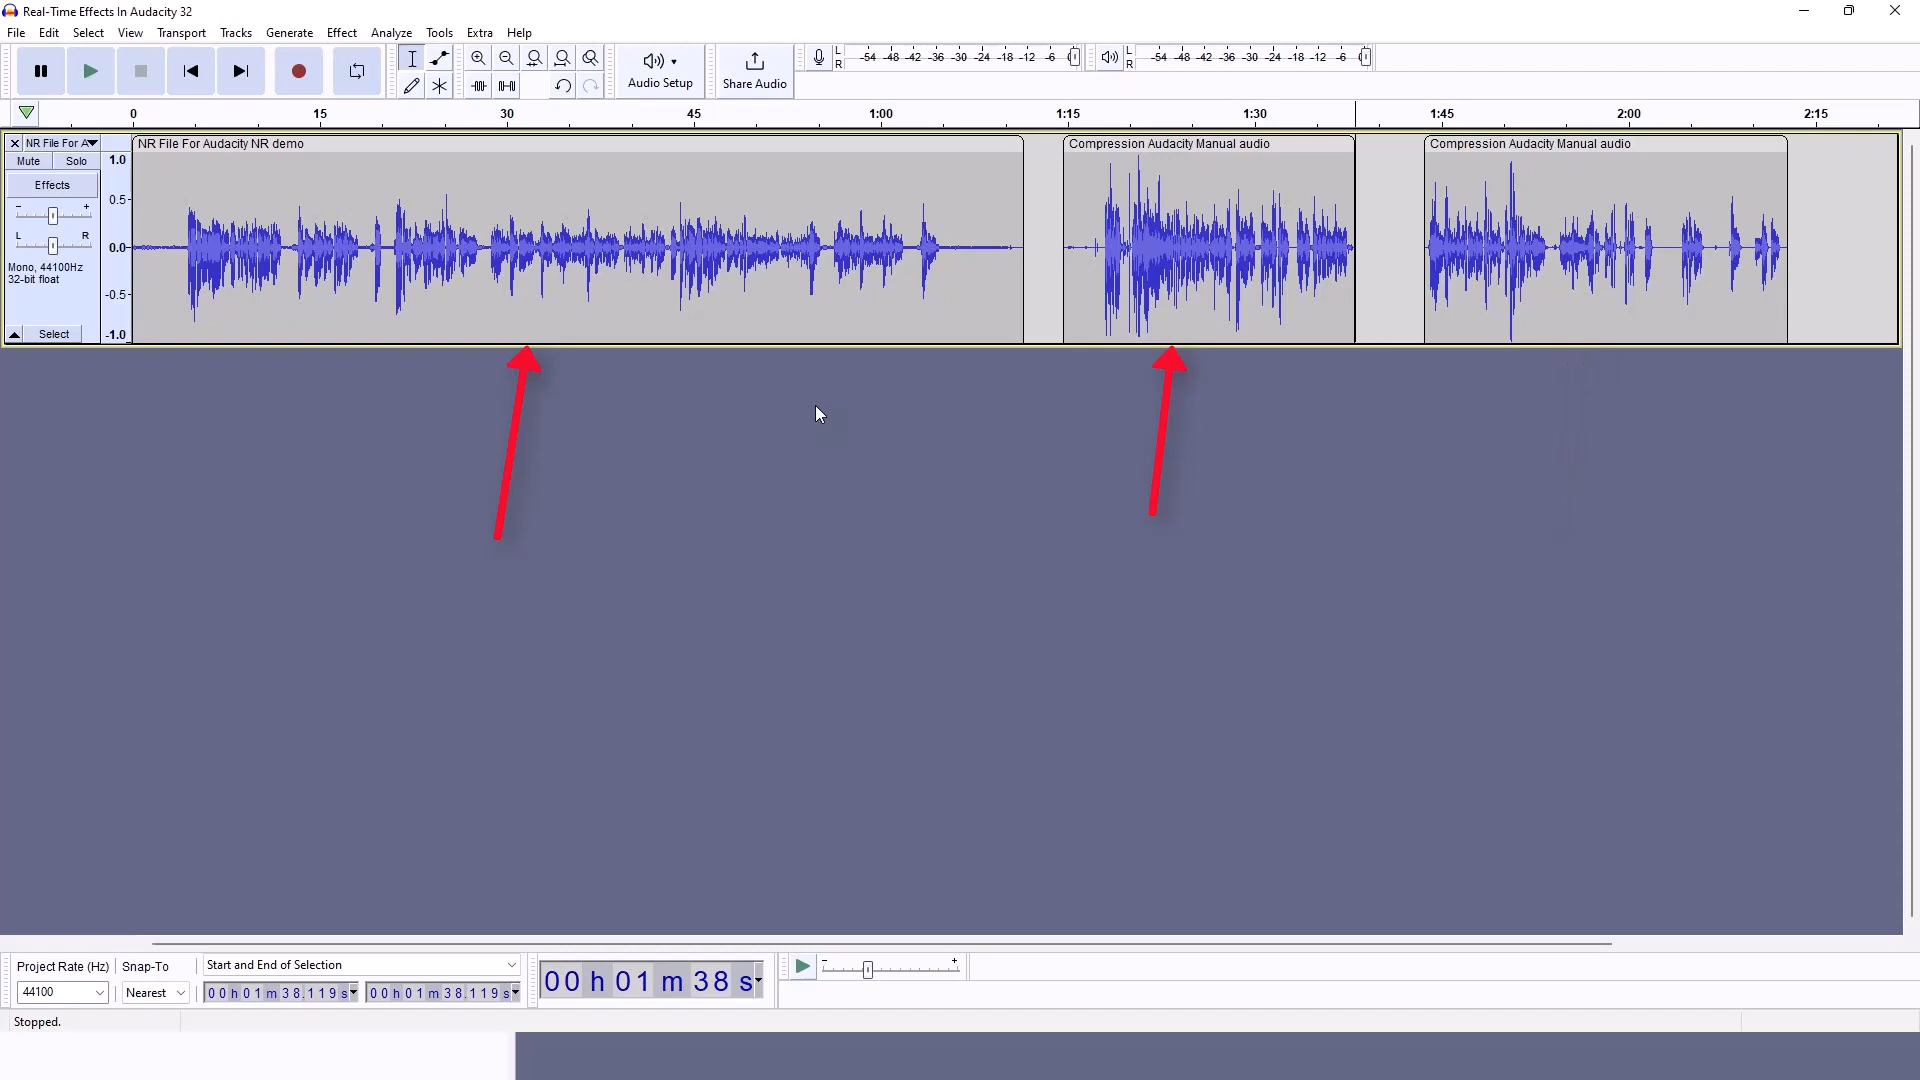 Real-Time Effects In Audacity 32
File Edit Select View Transport Tracks Generate Effect Analyze Tools Extra Help
Audio Setup
Share Audio
L
R
-54 -48 -42 -36 -30 -24 -18 -12 -6
L
R
-54 -48 -42 -36 -30 -24 -18 -12 -6
0 15 30 45 1:00 1:15 1:30 1:45 2:00 2:15
NR File For A
Mute Solo
Effects
- +
L R
Mono, 44100Hz
32-bit float
Select
1.0
0.5-
0.0-
-0.5-
-1.0
NR File For Audacity NR demo
Compression Audacity Manual audio
Compression Audacity Manual audio
Project Rate (Hz)
44100
Snap-To
Nearest
Start and End of Selection
00h01m38.119s
00h01m38.119s
00 h 01 m 38 s
- +
Stopped.